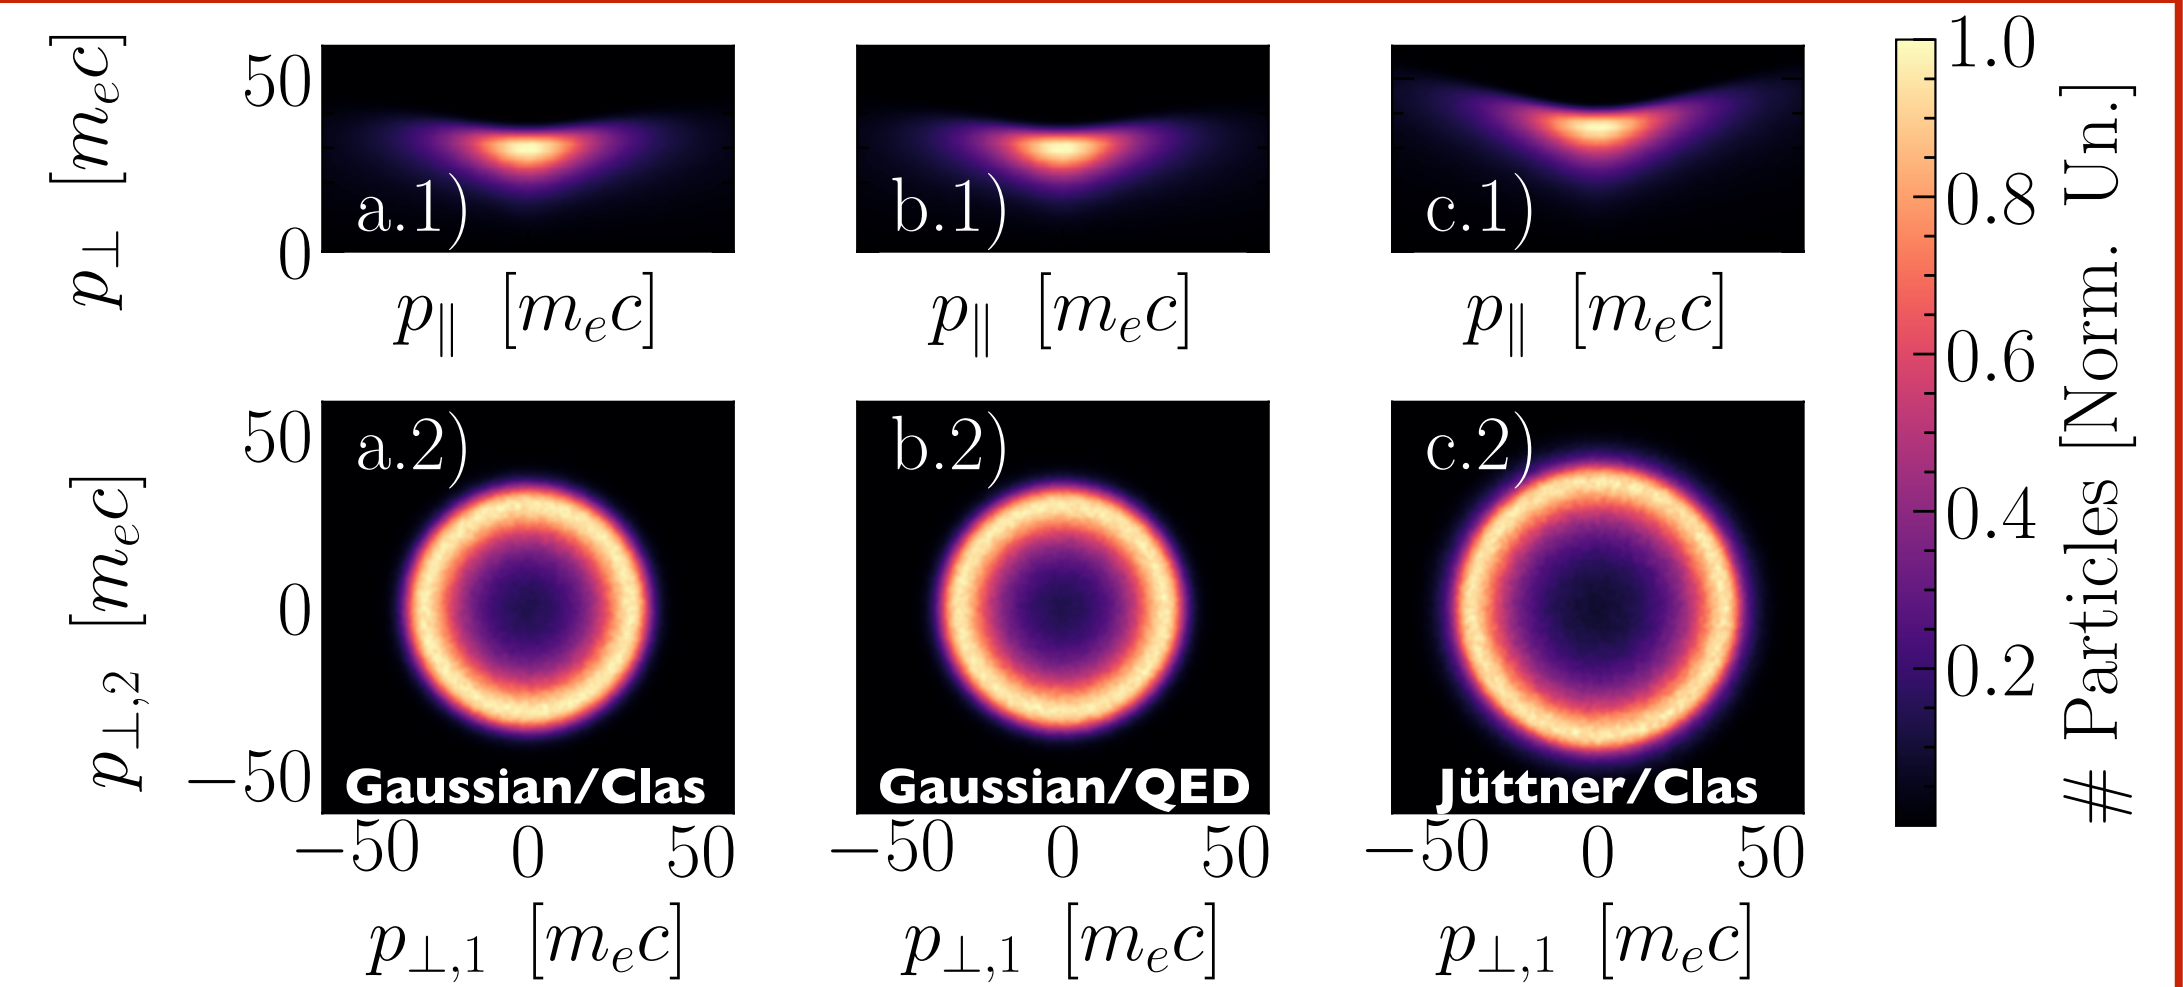 p⊥ [mₑc]
50
0
a.1)
b.1)
c.1)
p∥ [mₑc]
p∥ [mₑc]
p∥ [mₑc]
p⊥,2 [mₑc]
50
0
−50
a.2)
b.2)
c.2)
Gaussian/Clas
Gaussian/QED
Jüttner/Clas
−50 0 50
−50 0 50
−50 0 50
p⊥,1 [mₑc]
p⊥,1 [mₑc]
p⊥,1 [mₑc]
1.0
0.8
0.6
0.4
0.2
# Particles [Norm. Un.]